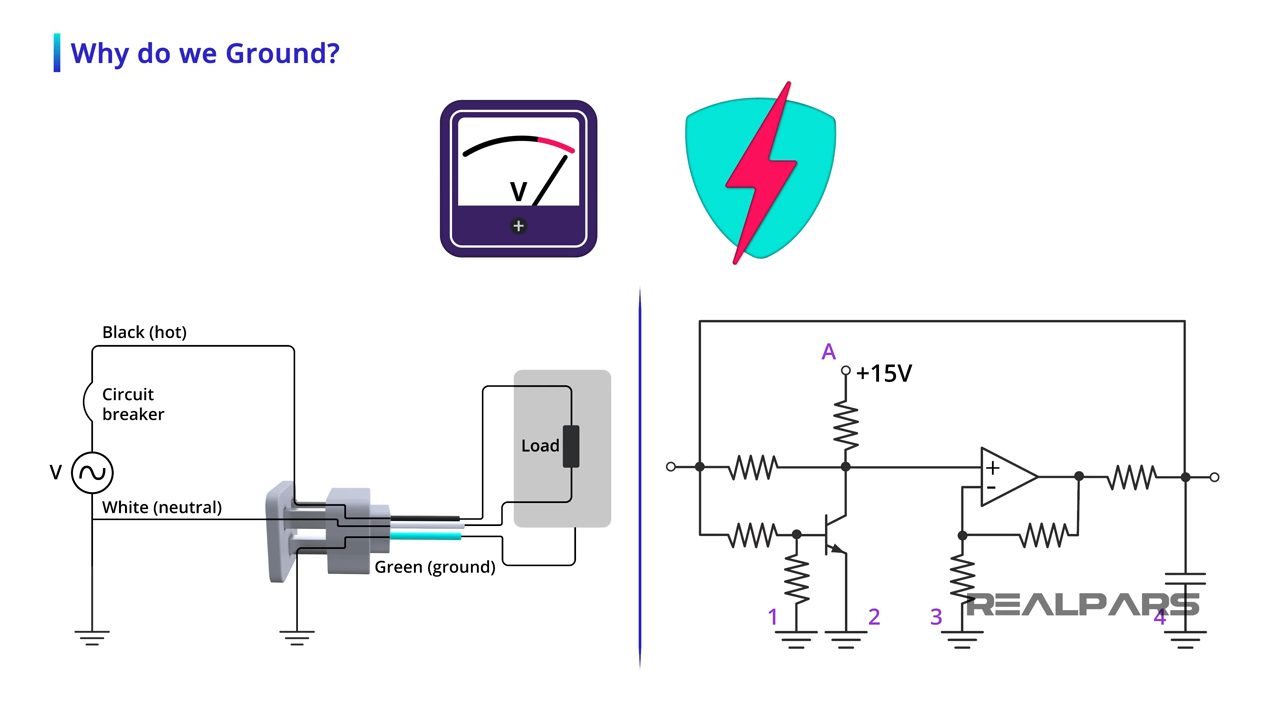 Why do we Ground?
V
Black (hot)
Circuit
breaker
V
White (neutral)
Load
Green (ground)
A
+15V
+
-
1
2
3
4
REALPARS